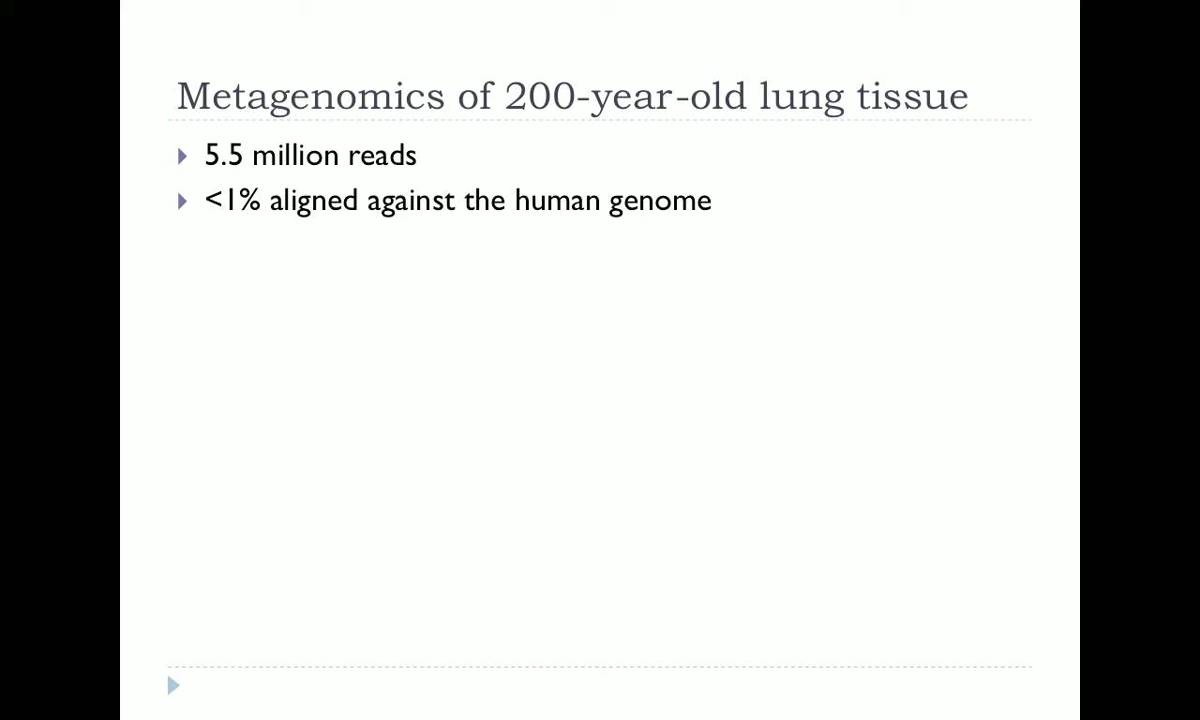 Metagenomics of 200-year-old lung tissue
5.5 million reads
<1% aligned against the human genome